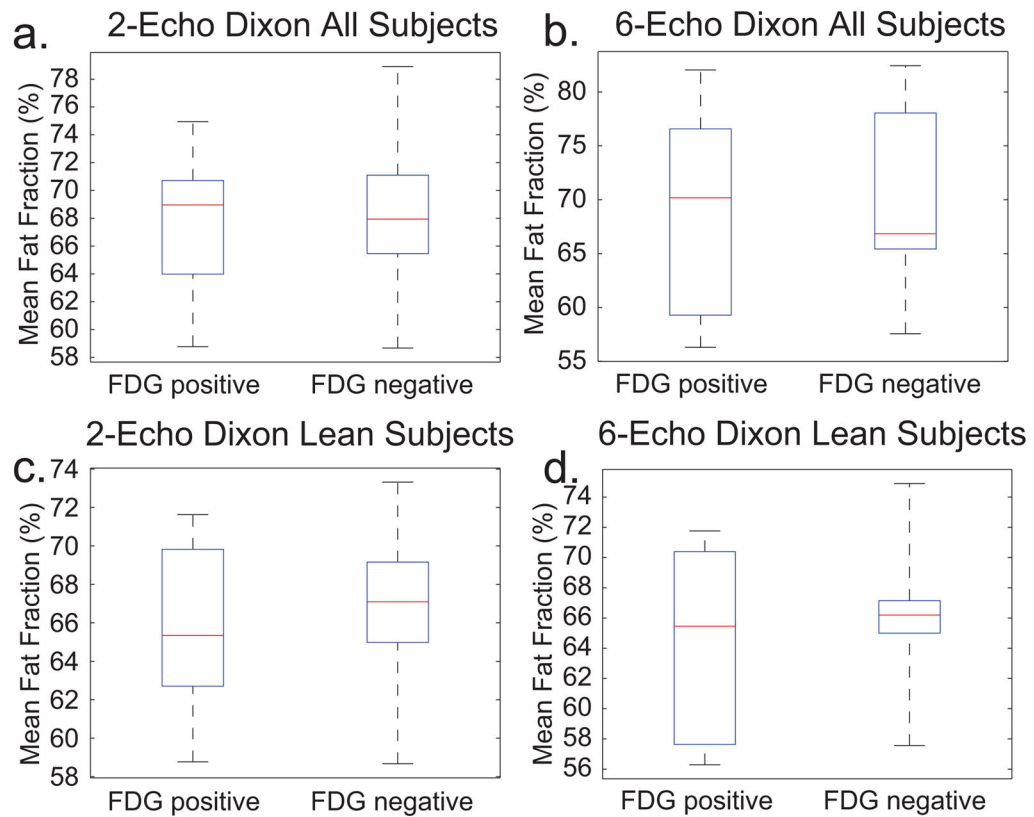 a.
2-Echo Dixon All Subjects
Mean Fat Fraction (%)
78
76
74
72
70
68
66
64
62
60
58
FDG positive
FDG negative
b.
6-Echo Dixon All Subjects
Mean Fat Fraction (%)
80
75
70
65
60
55
FDG positive
FDG negative
c.
2-Echo Dixon Lean Subjects
Mean Fat Fraction (%)
74
72
70
68
66
64
62
60
58
FDG positive
FDG negative
d.
6-Echo Dixon Lean Subjects
Mean Fat Fraction (%)
74
72
70
68
66
64
62
60
58
56
FDG positive
FDG negative